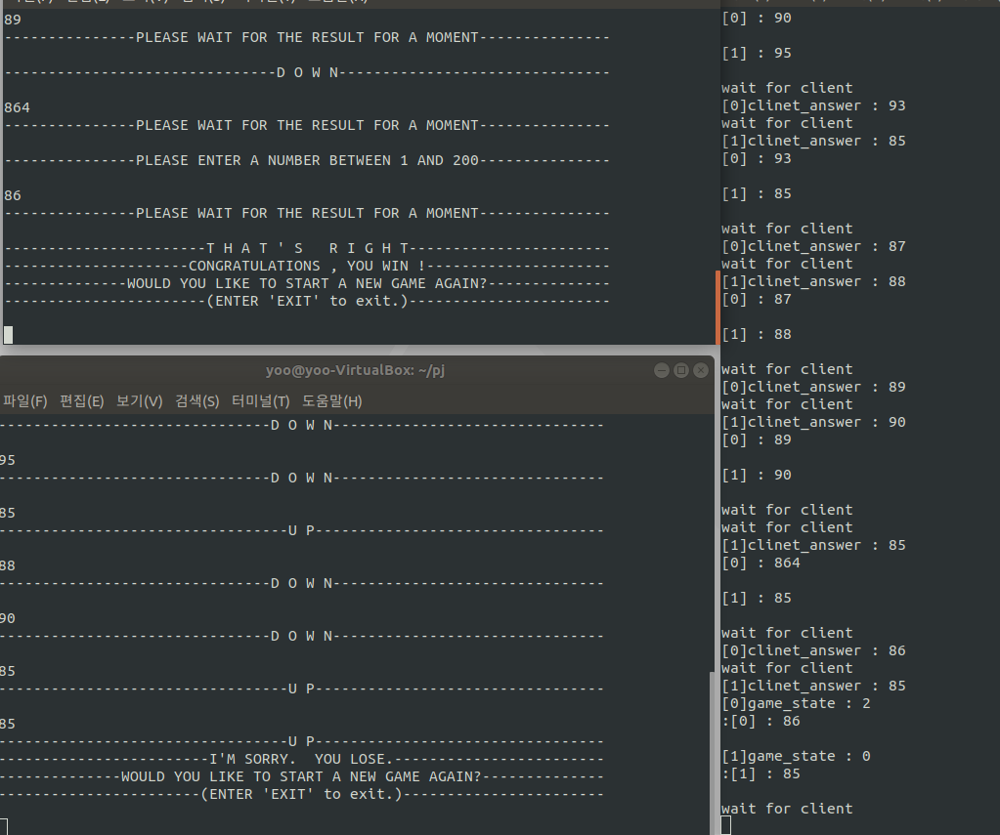 89
---------------PLEASE WAIT FOR THE RESULT FOR A MOMENT---------------
-------------------------------D O W N-------------------------------
864
---------------PLEASE WAIT FOR THE RESULT FOR A MOMENT---------------
---------------PLEASE ENTER A NUMBER BETWEEN 1 AND 200---------------
86
---------------PLEASE WAIT FOR THE RESULT FOR A MOMENT---------------
-----------------------T H A T ' S   R I G H T-----------------------
---------------------CONGRATULATIONS , YOU WIN !---------------------
--------------WOULD YOU LIKE TO START A NEW GAME AGAIN?--------------
-----------------------(ENTER 'EXIT' to exit.)-----------------------
yoo@yoo-VirtualBox: ~/pj
파일(F) 편집(E) 보기(V) 검색(S) 터미널(T) 도움말(H)
-------------------------------D O W N-------------------------------
95
-------------------------------D O W N-------------------------------
85
---------------------------------U P---------------------------------
88
-------------------------------D O W N-------------------------------
90
-------------------------------D O W N-------------------------------
85
---------------------------------U P---------------------------------
85
---------------------------------U P---------------------------------
------------------------I'M SORRY.  YOU LOSE.------------------------
--------------WOULD YOU LIKE TO START A NEW GAME AGAIN?--------------
-----------------------(ENTER 'EXIT' to exit.)-----------------------
[0] : 90
[1] : 95
wait for client
[0]clinet_answer : 93
wait for client
[1]clinet_answer : 85
[0] : 93
[1] : 85
wait for client
[0]clinet_answer : 87
wait for client
[1]clinet_answer : 88
[0] : 87
[1] : 88
wait for client
[0]clinet_answer : 89
wait for client
[1]clinet_answer : 90
[0] : 89
[1] : 90
wait for client
wait for client
[1]clinet_answer : 85
[0] : 864
[1] : 85
wait for client
[0]clinet_answer : 86
wait for client
[1]clinet_answer : 85
[0]game_state : 2
:[0] : 86
[1]game_state : 0
:[1] : 85
wait for client